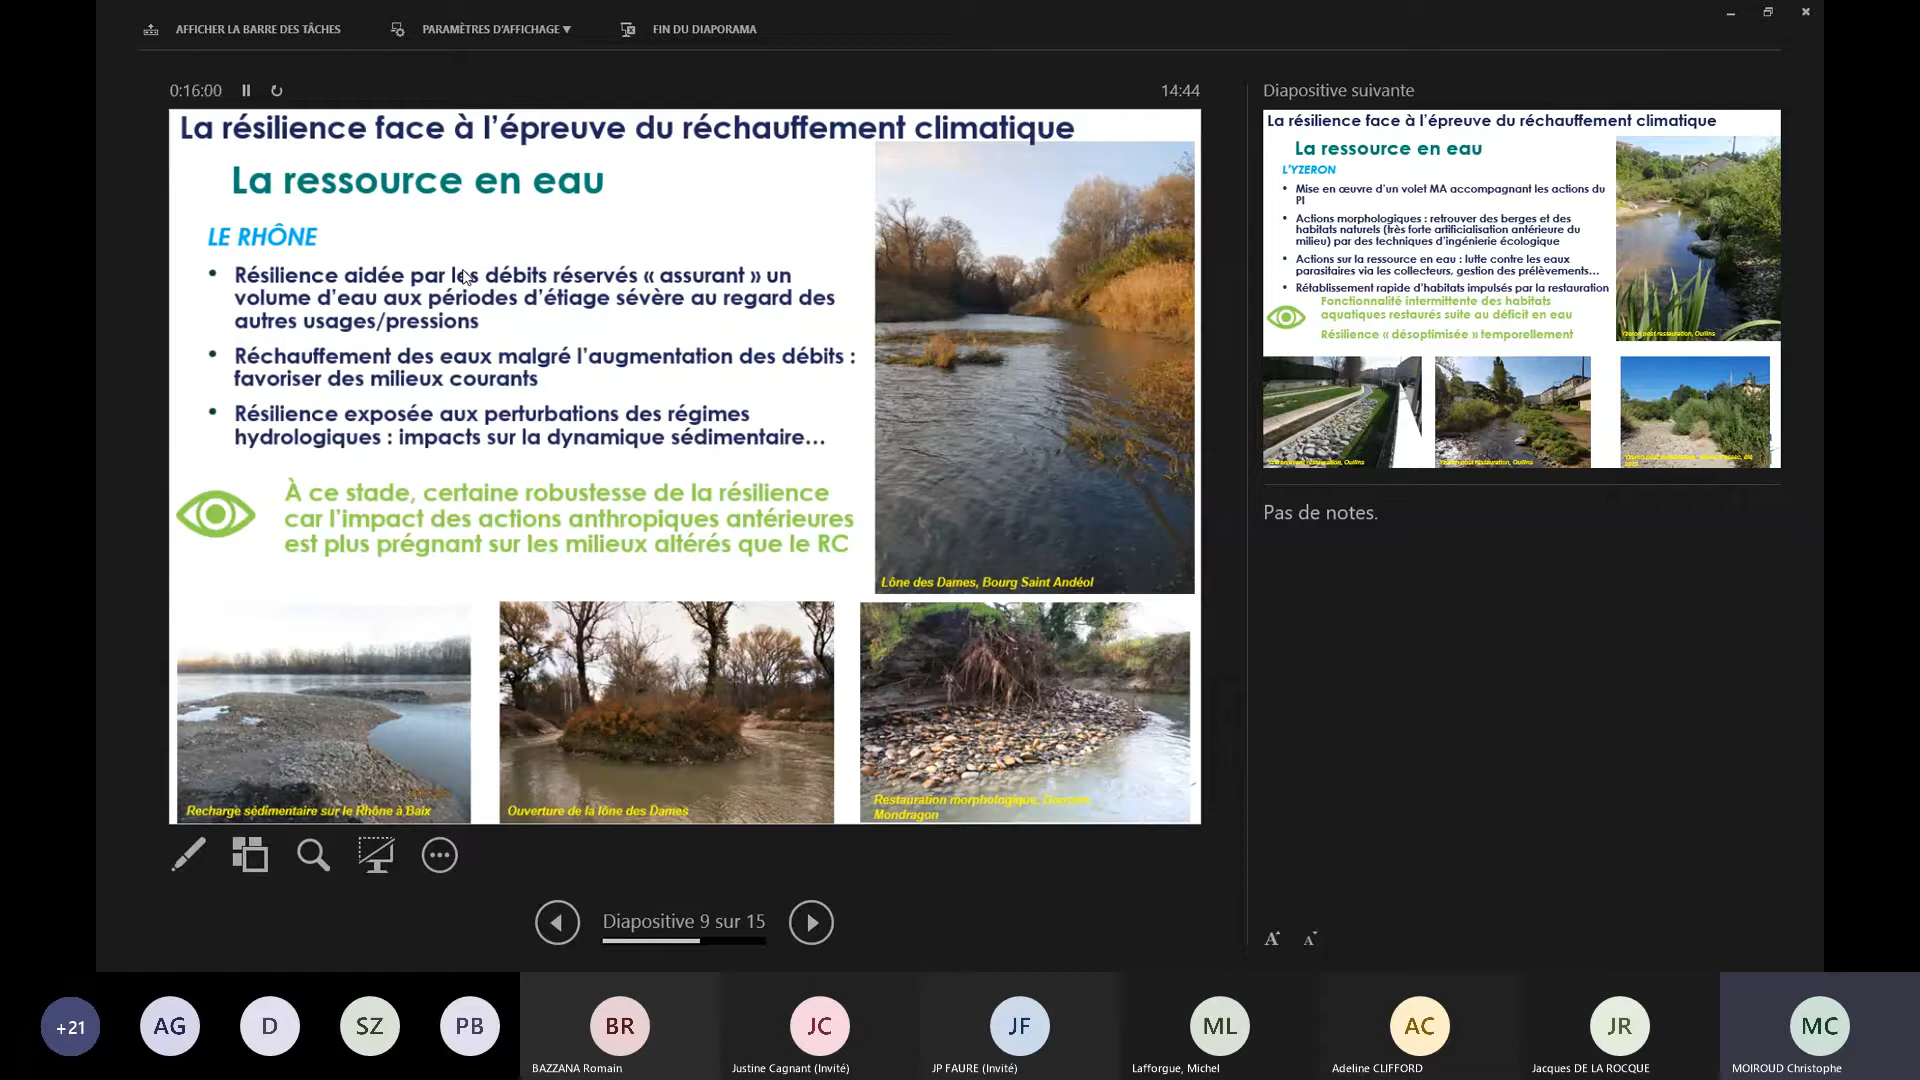 AFFICHER LA BARRE DES TÂCHES
PARAMÈTRES D'AFFICHAGE ▼
FIN DU DIAPORAMA
0:16:00
14:44
La résilience face à l'épreuve du réchauffement climatique
La ressource en eau
LE RHÔNE
• Résilience aidée par les débits réservés « assurant » un
volume d'eau aux périodes d'étiage sévère au regard des
autres usages/pressions
• Réchauffement des eaux malgré l'augmentation des débits :
favoriser des milieux courants
• Résilience exposée aux perturbations des régimes
hydrologiques : impacts sur la dynamique sédimentaire...
À ce stade, certaine robustesse de la résilience
car l'impact des actions anthropiques antérieures
est plus prégnant sur les milieux altérés que le RC
Lône des Dames, Bourg Saint Andéol
Recharge sédimentaire sur le Rhône à Baix
Ouverture de la lône des Dames
Restauration morphologique,
Mondragon
Diapositive 9 sur 15
Diapositive suivante
La résilience face à l'épreuve du réchauffement climatique
La ressource en eau
L'YZERON
• Mise en œuvre d'un volet MA accompagnant les actions du
PI
• Actions morphologiques : retrouver des berges et des
habitats naturels (très forte artificialisation antérieure du
milieu) par des techniques d'ingénierie écologique
• Actions sur la ressource en eau : lutte contre les eaux
parasitaires via les collecteurs, gestion des prélèvements...
• Rétablissement rapide d'habitats impulsés par la restauration
Fonctionnalité intermittente des habitats
aquatiques restaurés suite au déficit en eau
Résilience « désoptimisée » temporellement
Yzeron post restauration, Oullins
restauration, Oullins
Yzeron post restauration, Oullins
Yzeron post
Pas de notes.
A A
+21
AG
D
SZ
PB
BR
BAZZANA Romain
JC
Justine Cagnant (Invité)
JF
JP FAURE (Invité)
ML
Lafforgue, Michel
AC
Adeline CLIFFORD
JR
Jacques DE LA ROCQUE
MC
MOIROUD Christophe